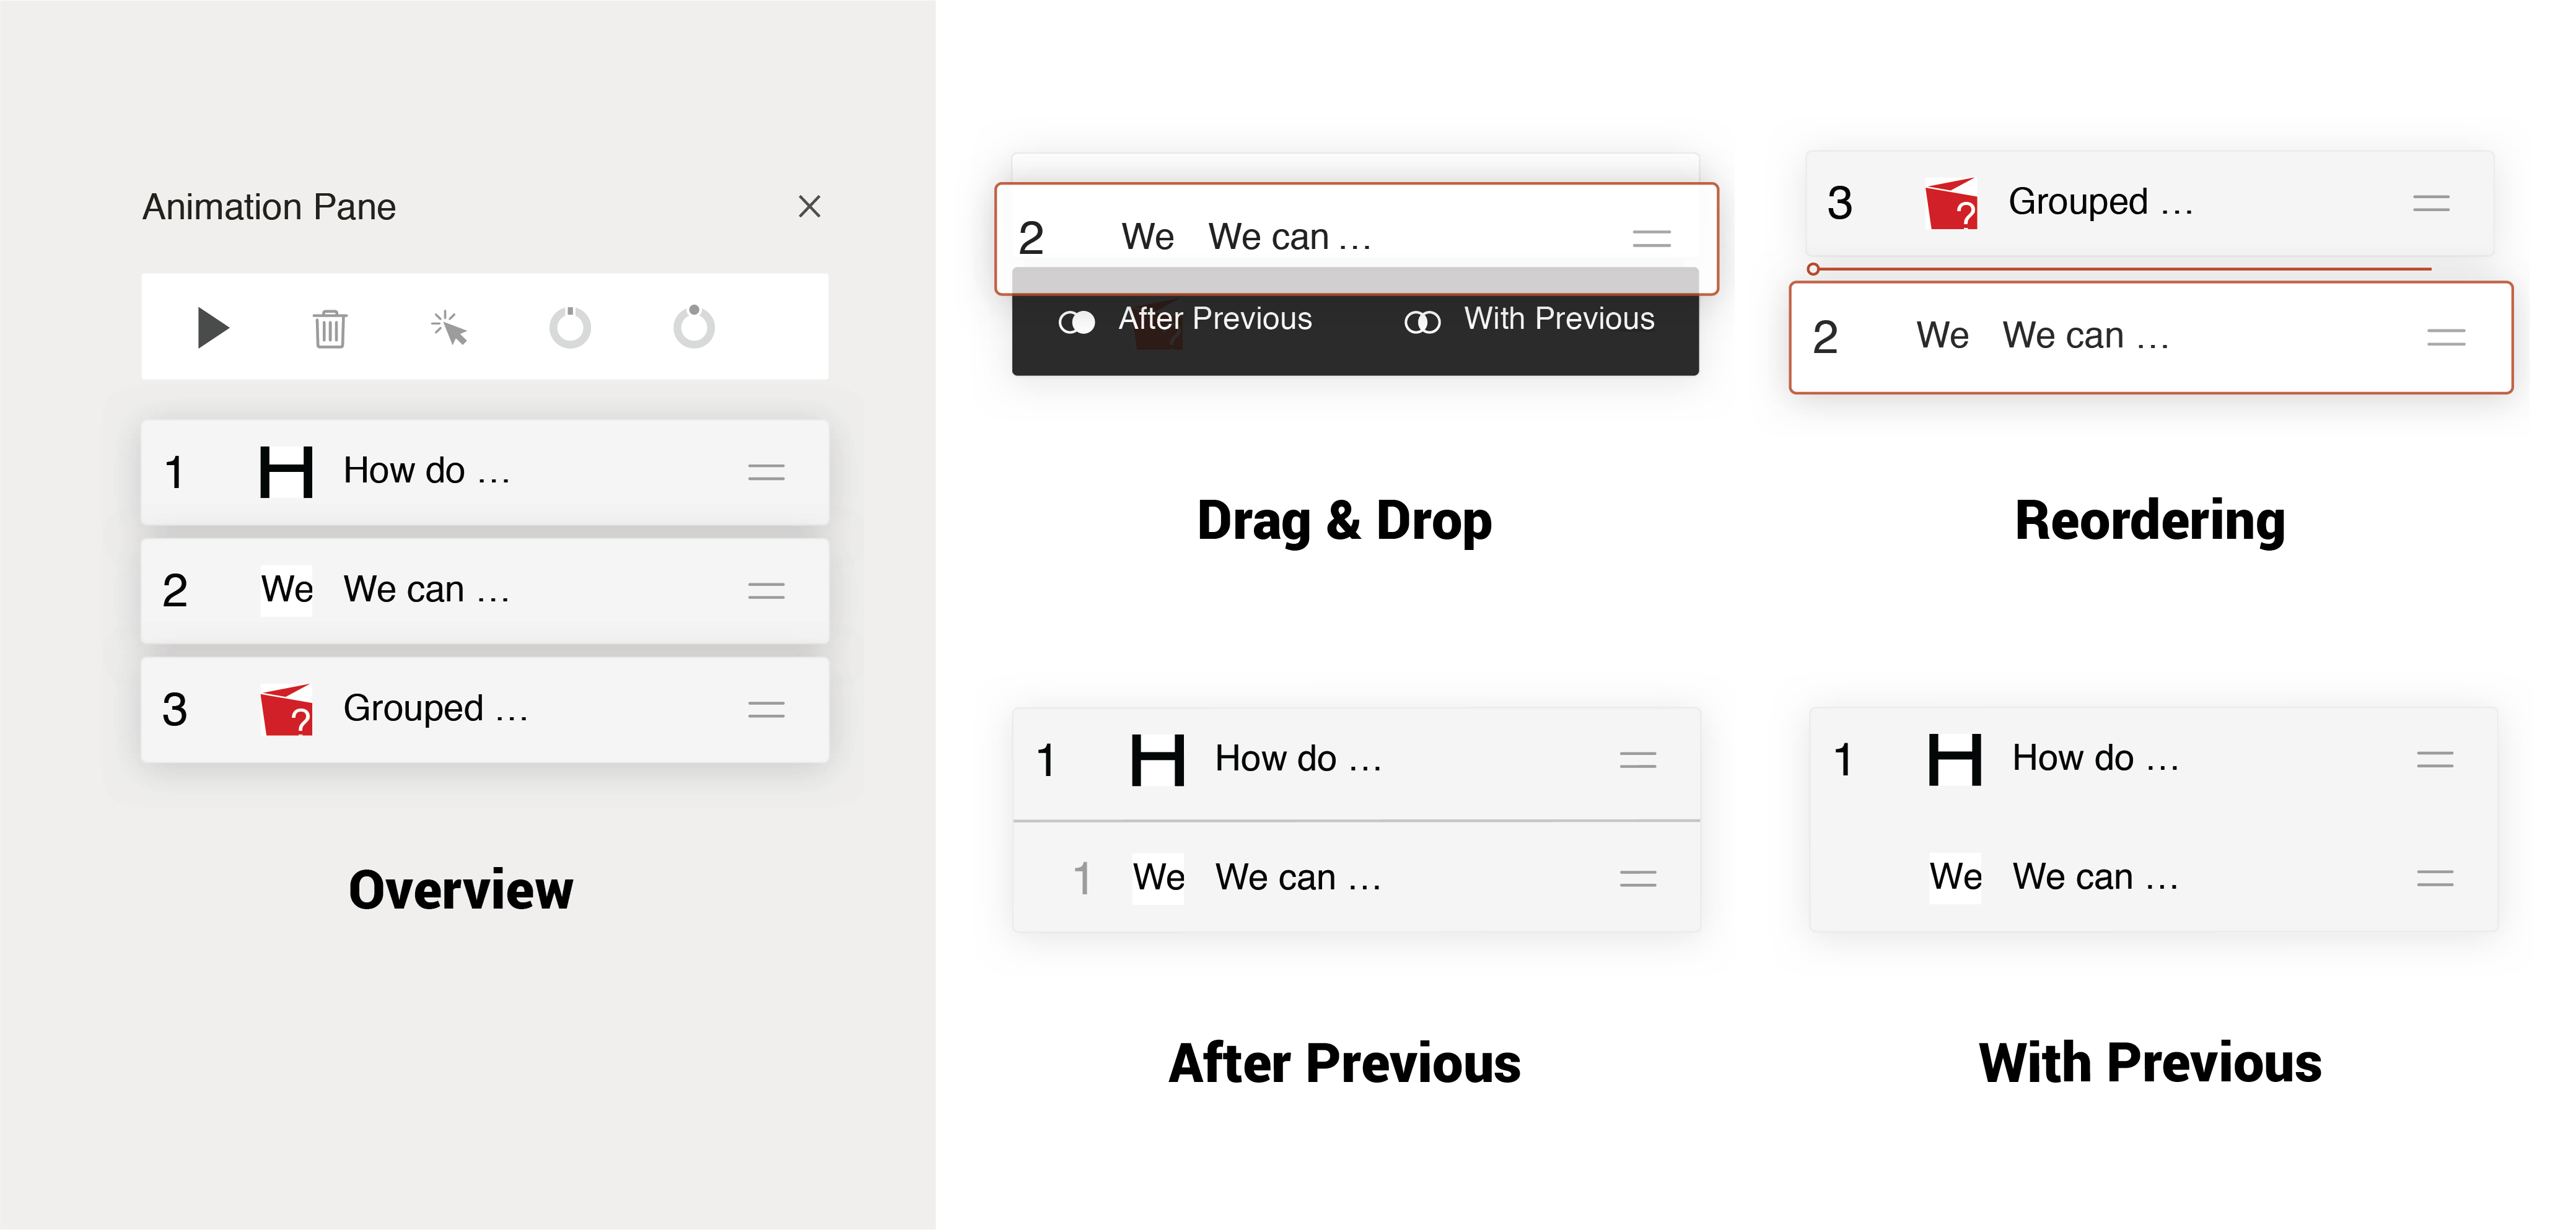 Animation Pane
1 H How do ...
2 We We can ...
3 ? Grouped ...
Overview
2 We We can ...
After Previous With Previous
Drag & Drop
3 ? Grouped ...
2 We We can ...
Reordering
1 H How do ...
1 We We can ...
After Previous
1 H How do ...
We We can ...
With Previous